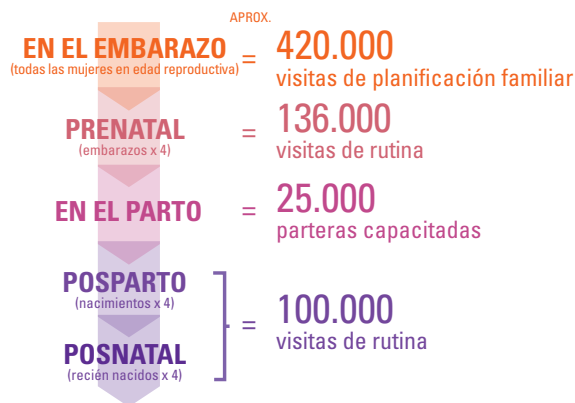 APROX.
EN EL EMBARAZO = 420.000
(todas las mujeres en edad reproductiva)
visitas de planificación familiar
PRENATAL = 136.000
(embarazos x 4)
visitas de rutina
EN EL PARTO = 25.000
parteras capacitadas
POSPARTO
(nacimientos x 4)
= 100.000
visitas de rutina
POSNATAL
(recién nacidos x 4)